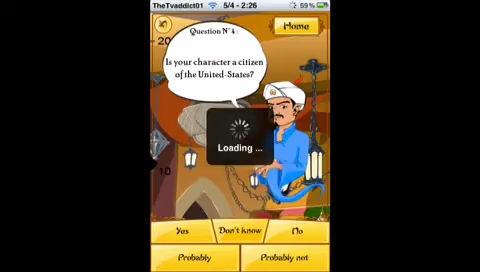 TheTvaddict01 5/4 - 2:26 59 %
Question N°4 :
Home
20
Is your character a citizen
of the United-States?
Loading ...
10
Yes Don't know No
Probably Probably not